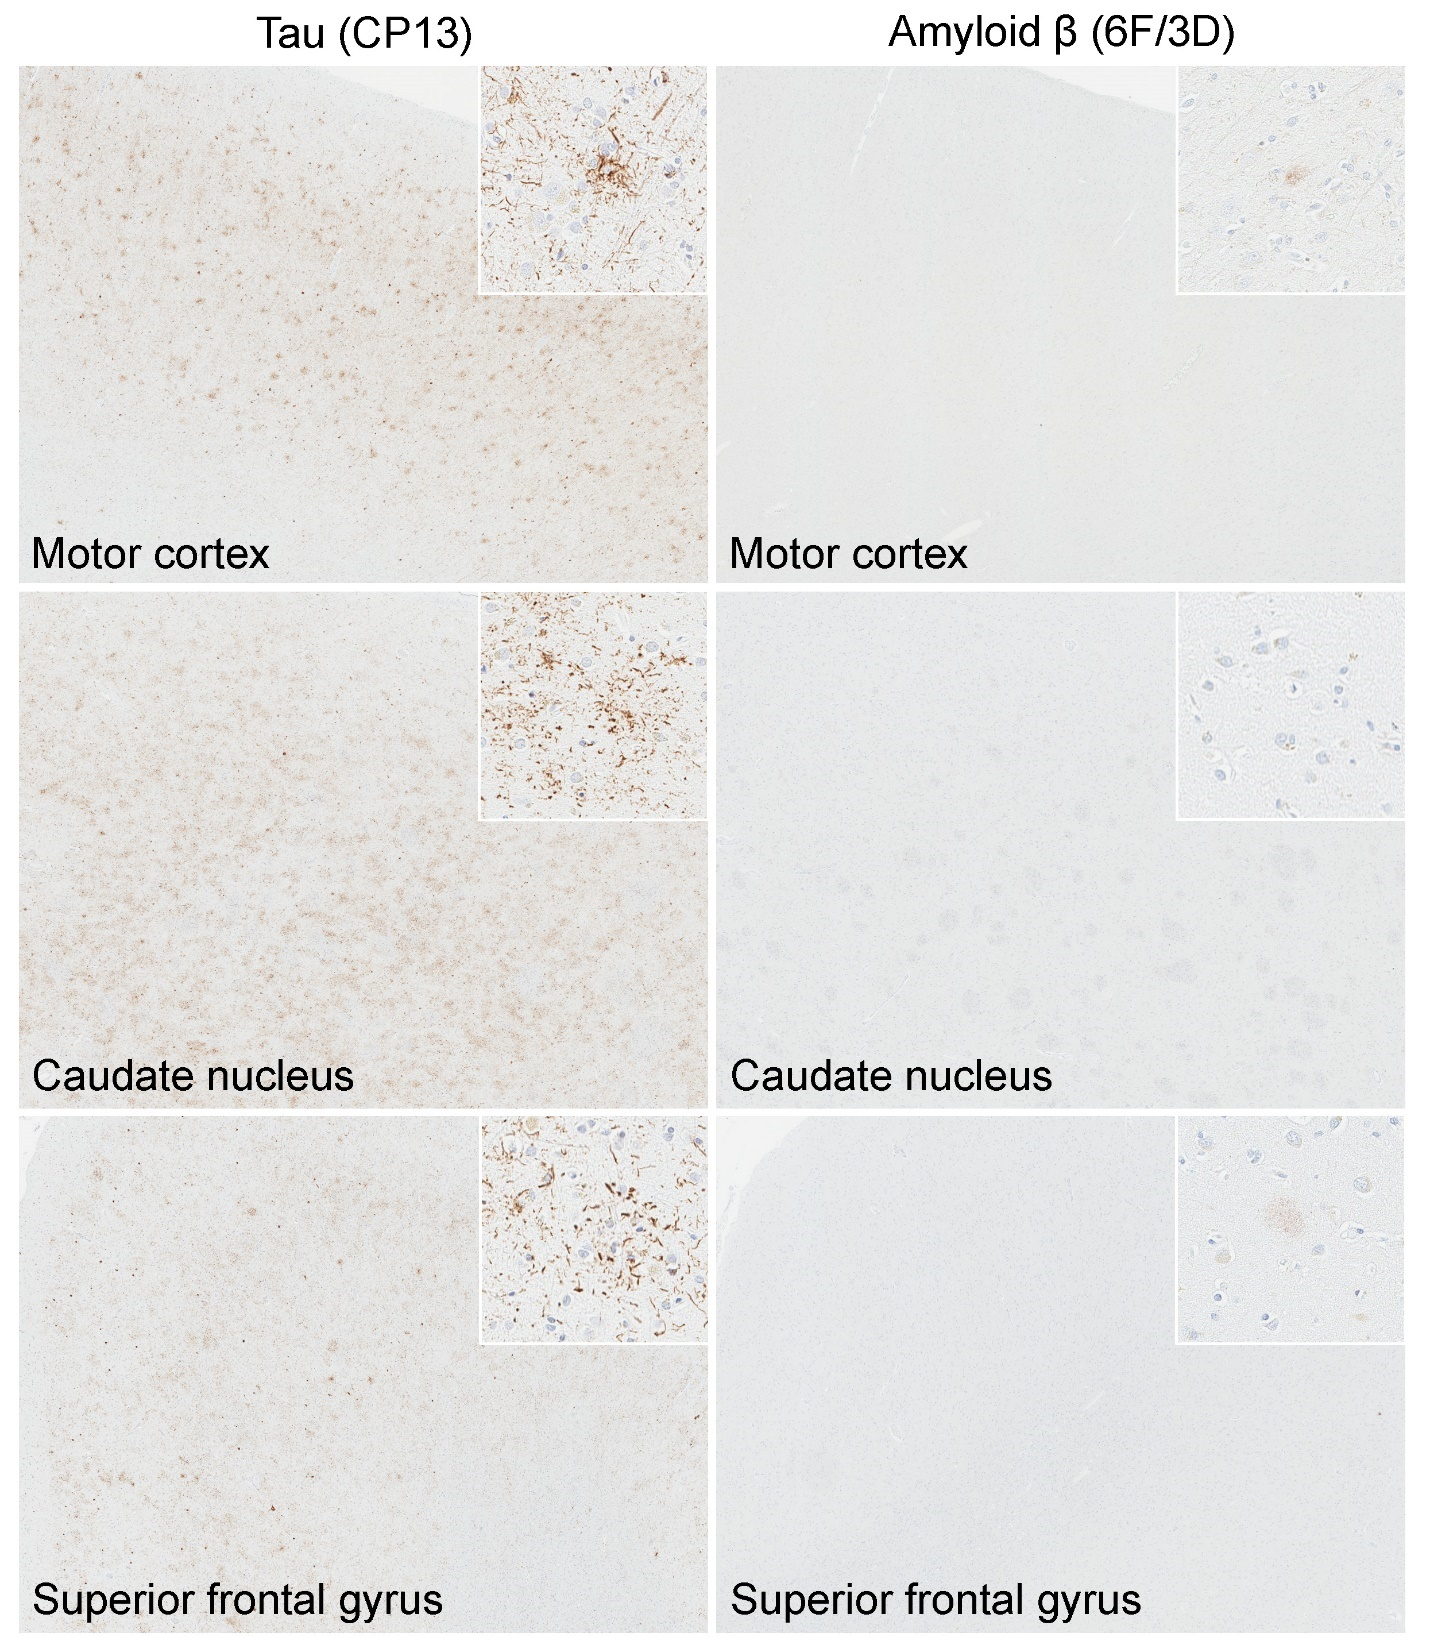 Tau (CP13)
Amyloid β (6F/3D)
Motor cortex
Motor cortex
Caudate nucleus
Caudate nucleus
Superior frontal gyrus
Superior frontal gyrus